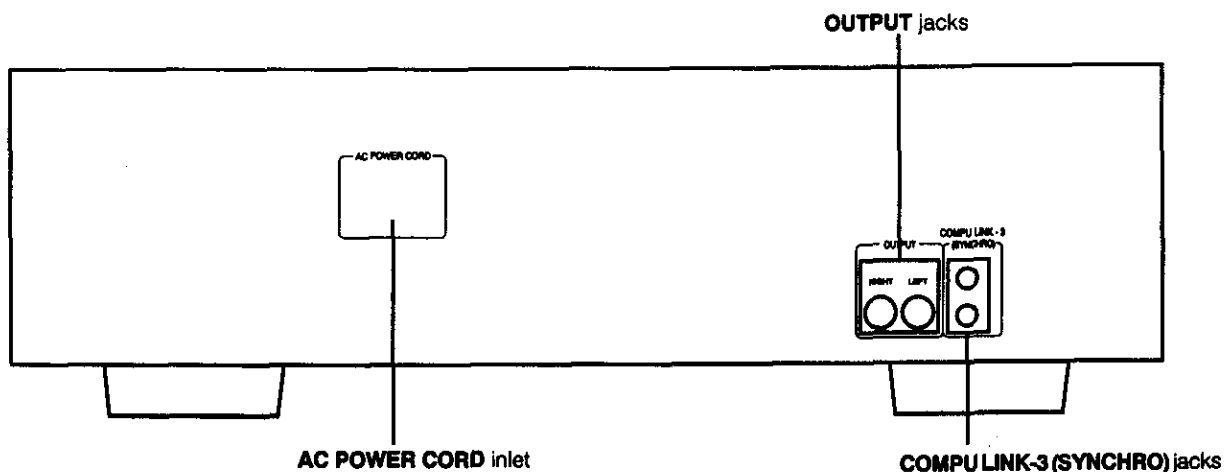 OUTPUT jacks
AC POWER CORD
COMPU LINK - 3
(SYNCHRO)
OUTPUT
RIGHT LEFT
AC POWER CORD inlet
COMPU LINK-3 (SYNCHRO) jacks